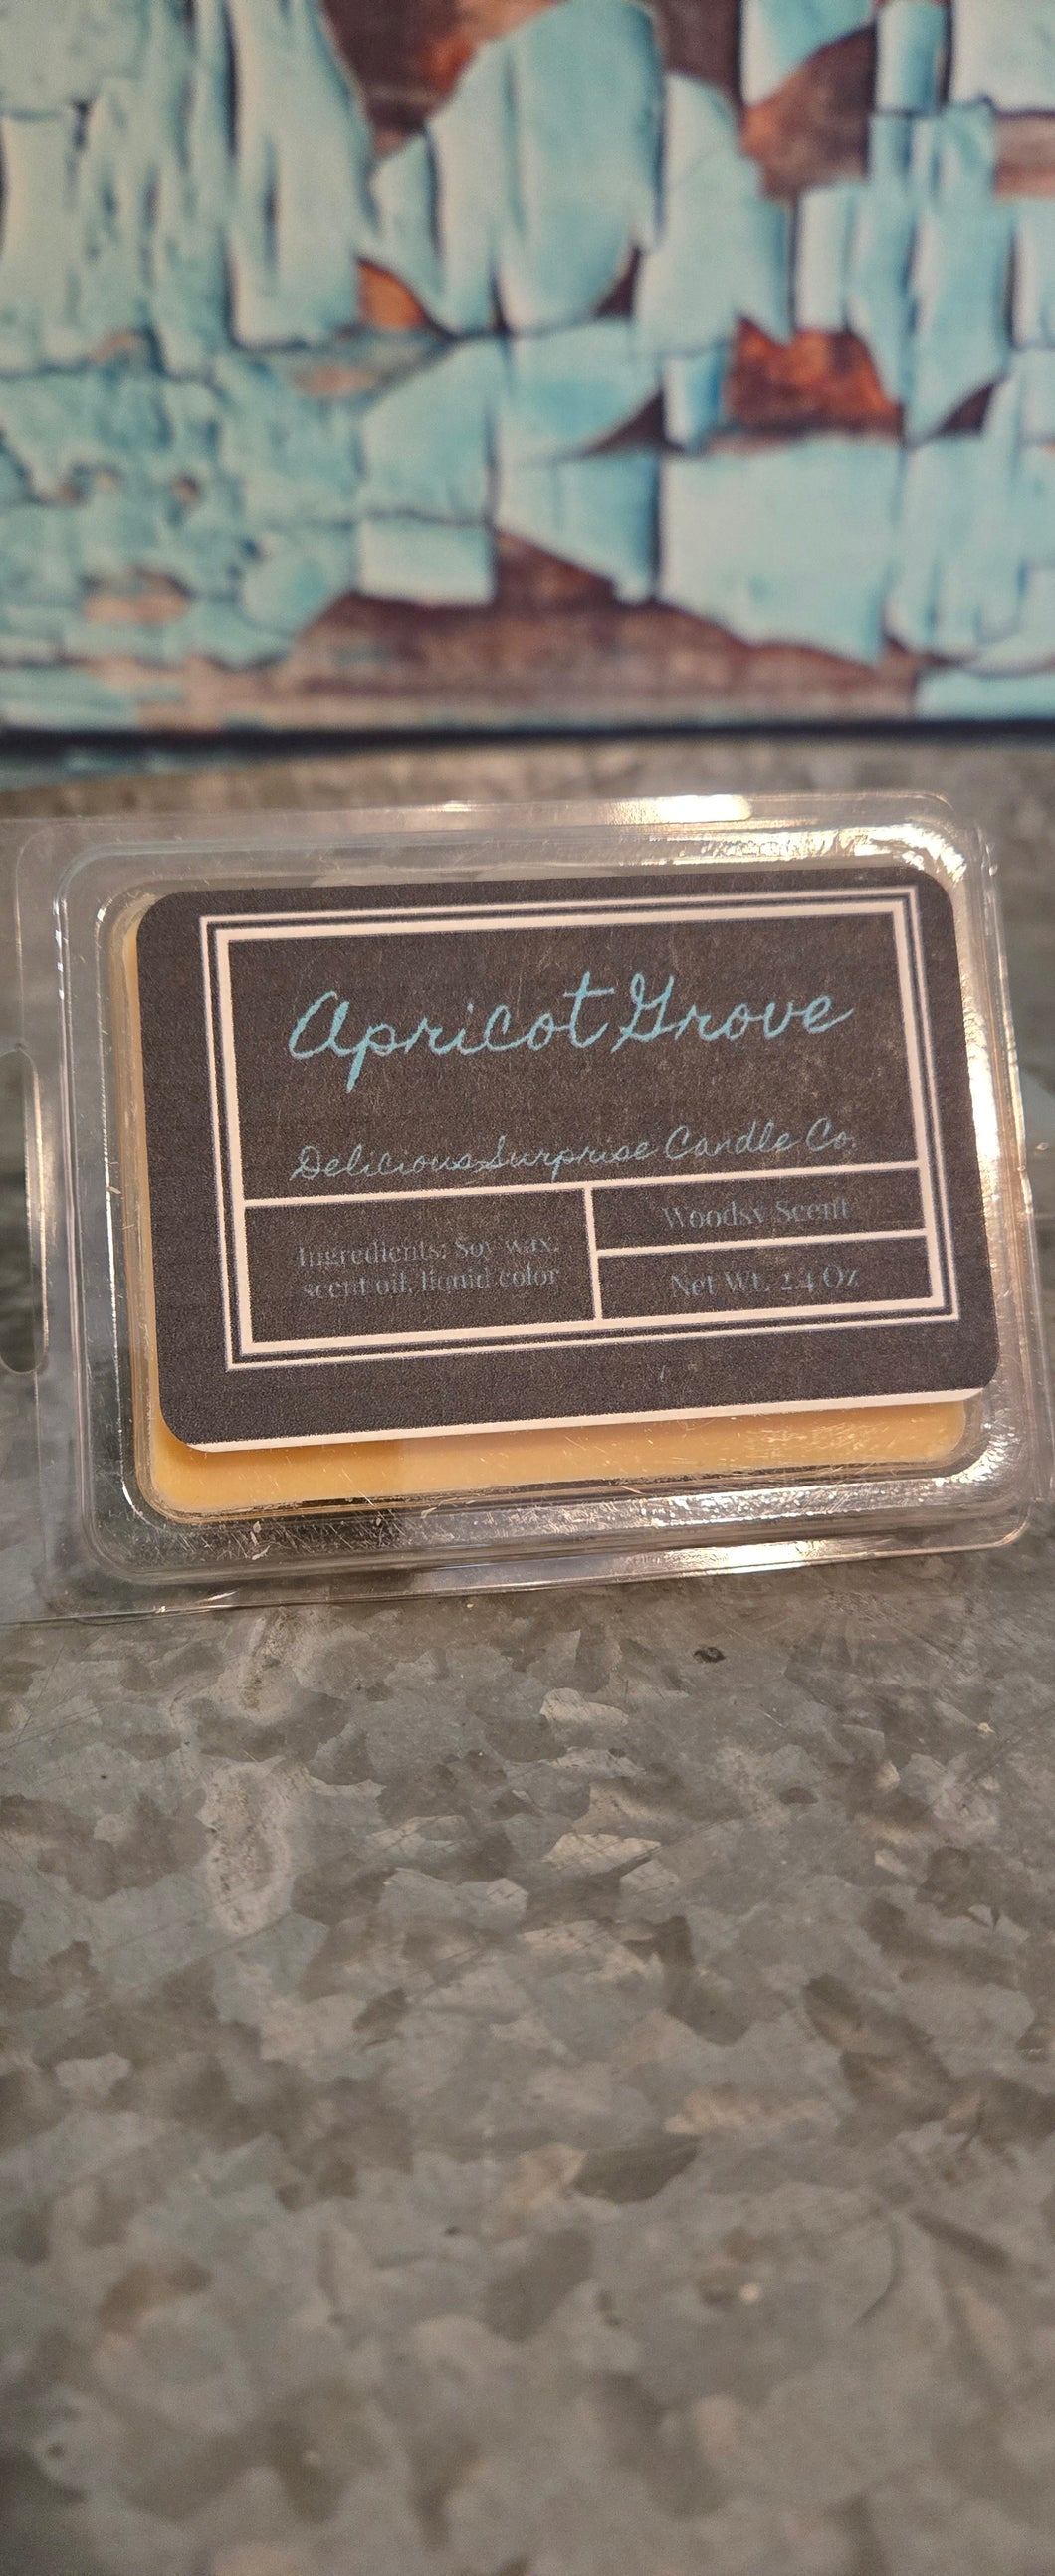 Apricot Grove
Delicious Surprise Candle Co.
Ingredients: Soy wax,
scent oil, liquid color
Woodsy Scent
Net Wt. 2.4 Oz